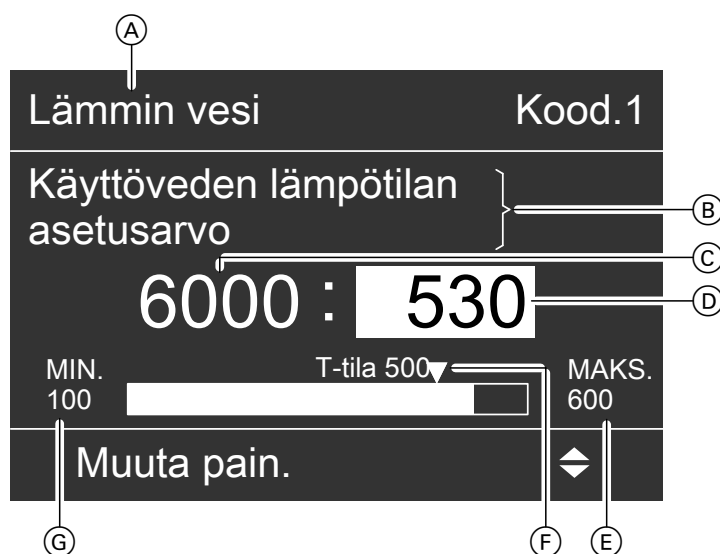 A
Lämmin vesi Kood.1
Käyttöveden lämpötilan
asetusarvo
B
C
6000 : 530
D
MIN.
100
T-tila 500
MAKS.
600
Muuta pain.
G
F
E